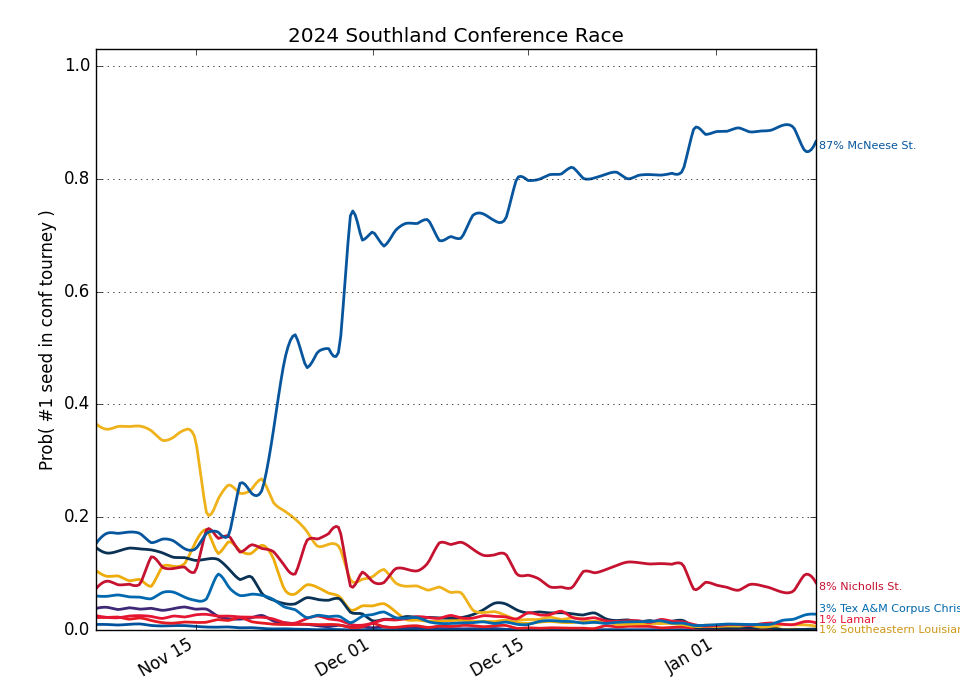 2024 Southland Conference Race
Prob( #1 seed in conf tourney )
1.0
0.8
0.6
0.4
0.2
0.0
Nov 15
Dec 01
Dec 15
Jan 01
87% McNeese St.
8% Nicholls St.
3% Tex A&M Corpus Chris
1% Lamar
1% Southeastern Louisian